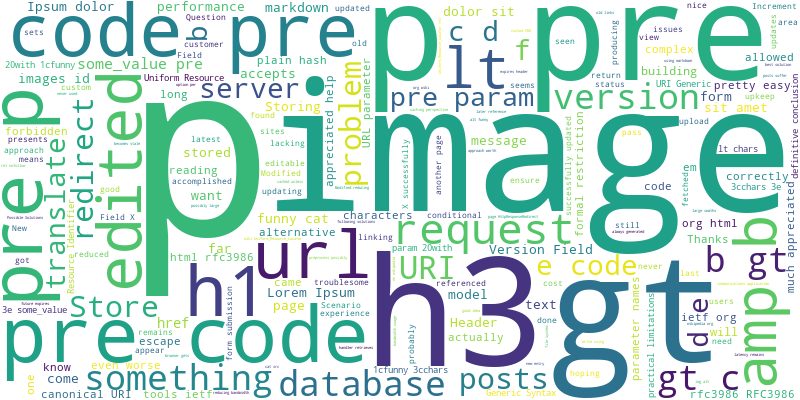 Ipsum dolor
performance
Question
markdown
updated
dolor sit
nice
Increment
code pre
pre
pre
sets
b
customer
Field
old
c d
f
seen
producing
issues
view
area
using markdown
20with 1cfunny
some_value pre
plain hash
lt
complex
allowed
updates
images id
Uniform Resource
accepts
problem
URL parameter
seems
return
status
building
URI Generic
custom
long
server
pre param
version
pretty easy
pre
edited
redirect
translate
p
Storing
form
upkeep
definitive conclusion
forbidden
presents
approach
means
found
appreciated help
message
sit amet
upload
latest
stored
sites
lacking
image
pass
lt chars
reading
accomplished
editable
Modified
X successfully
another page
ensure
successfully updated
formal restriction
em
correctly
code
3cchars 3e
want
updating
fetched
much appreciated
good
Field X
New
got
reduced
funny cat
characters
conditional
still
org html
far
alternative
linking
request
Thanks
b
Resource identifier
html rfc3986
param 20with
Version Field
never
last
url
URI
e code
b gt
amp
3e some_value
Store
h1
came
troublesome
referenced
cost
parameter names
users
Lorem Ipsum
Scenario
experience
model
text
h3
gt
de
ietf org
will
need
pre code
href
page
Header
done
remains
escape
appear
form submission
actually
probably
practical limitations
know
come
even worse
one
something
database
1cfunny 3cchars
posts
hoping
gt c
canonical URI
tools ietf
Generic Syntax
rfc3986 RFC3986